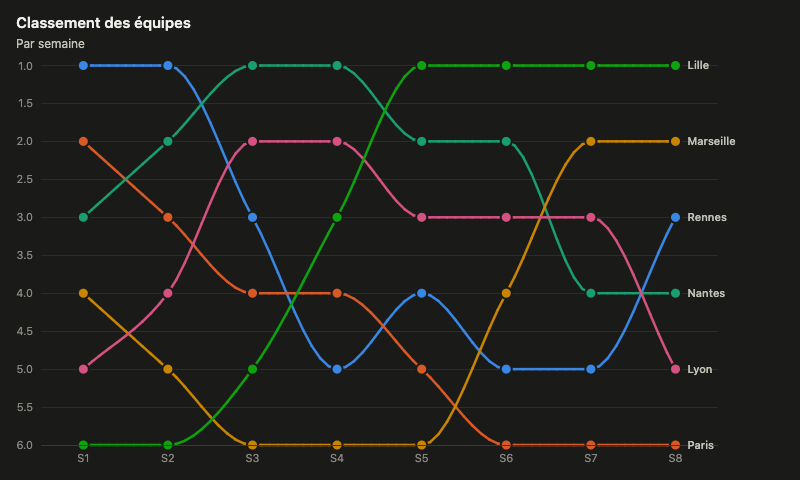 Classement des équipes
Par semaine
1.0
1.5
2.0
2.5
3.0
3.5
4.0
4.5
5.0
5.5
6.0
S1 S2 S3 S4 S5 S6 S7 S8
Lille
Marseille
Rennes
Nantes
Lyon
Paris